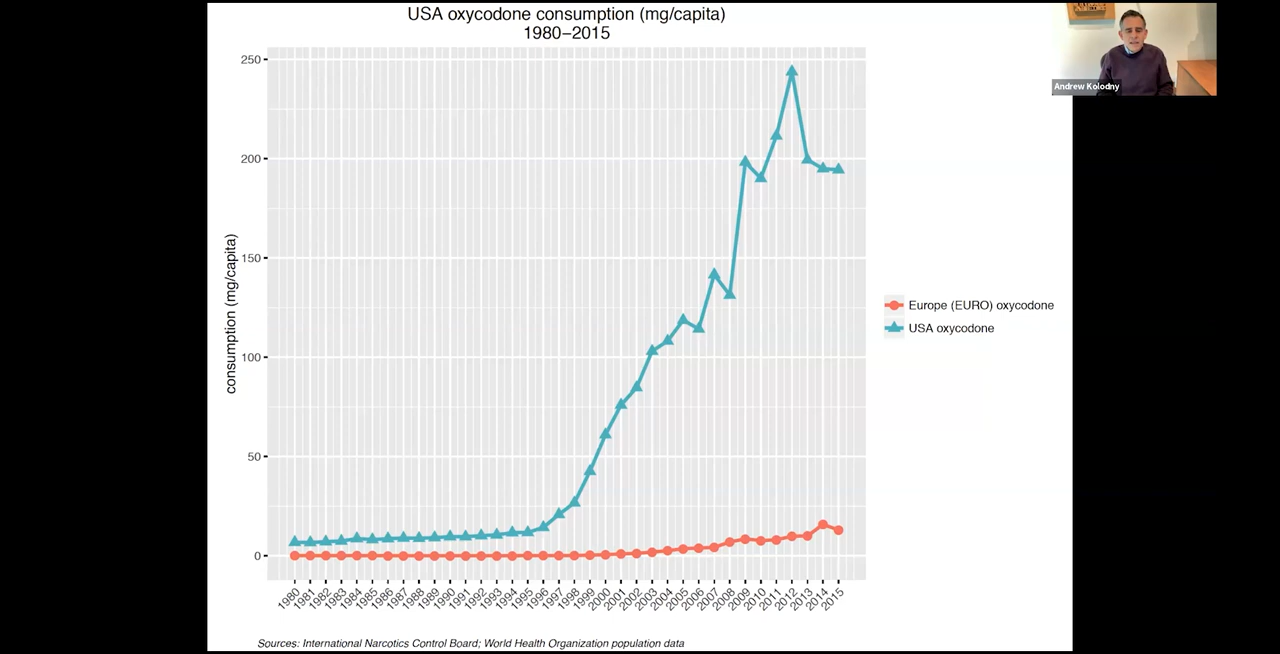 USA oxycodone consumption (mg/capita)
1980–2015
Andrew Kolodny
250
200
150
100
50
0
consumption (mg/capita)
Europe (EURO) oxycodone
USA oxycodone
1980 1981 1982 1983 1984 1985 1986 1987 1988 1989 1990 1991 1992 1993 1994 1995 1996 1997 1998 1999 2000 2001 2002 2003 2004 2005 2006 2007 2008 2009 2010 2011 2012 2013 2014 2015
Sources: International Narcotics Control Board; World Health Organization population data